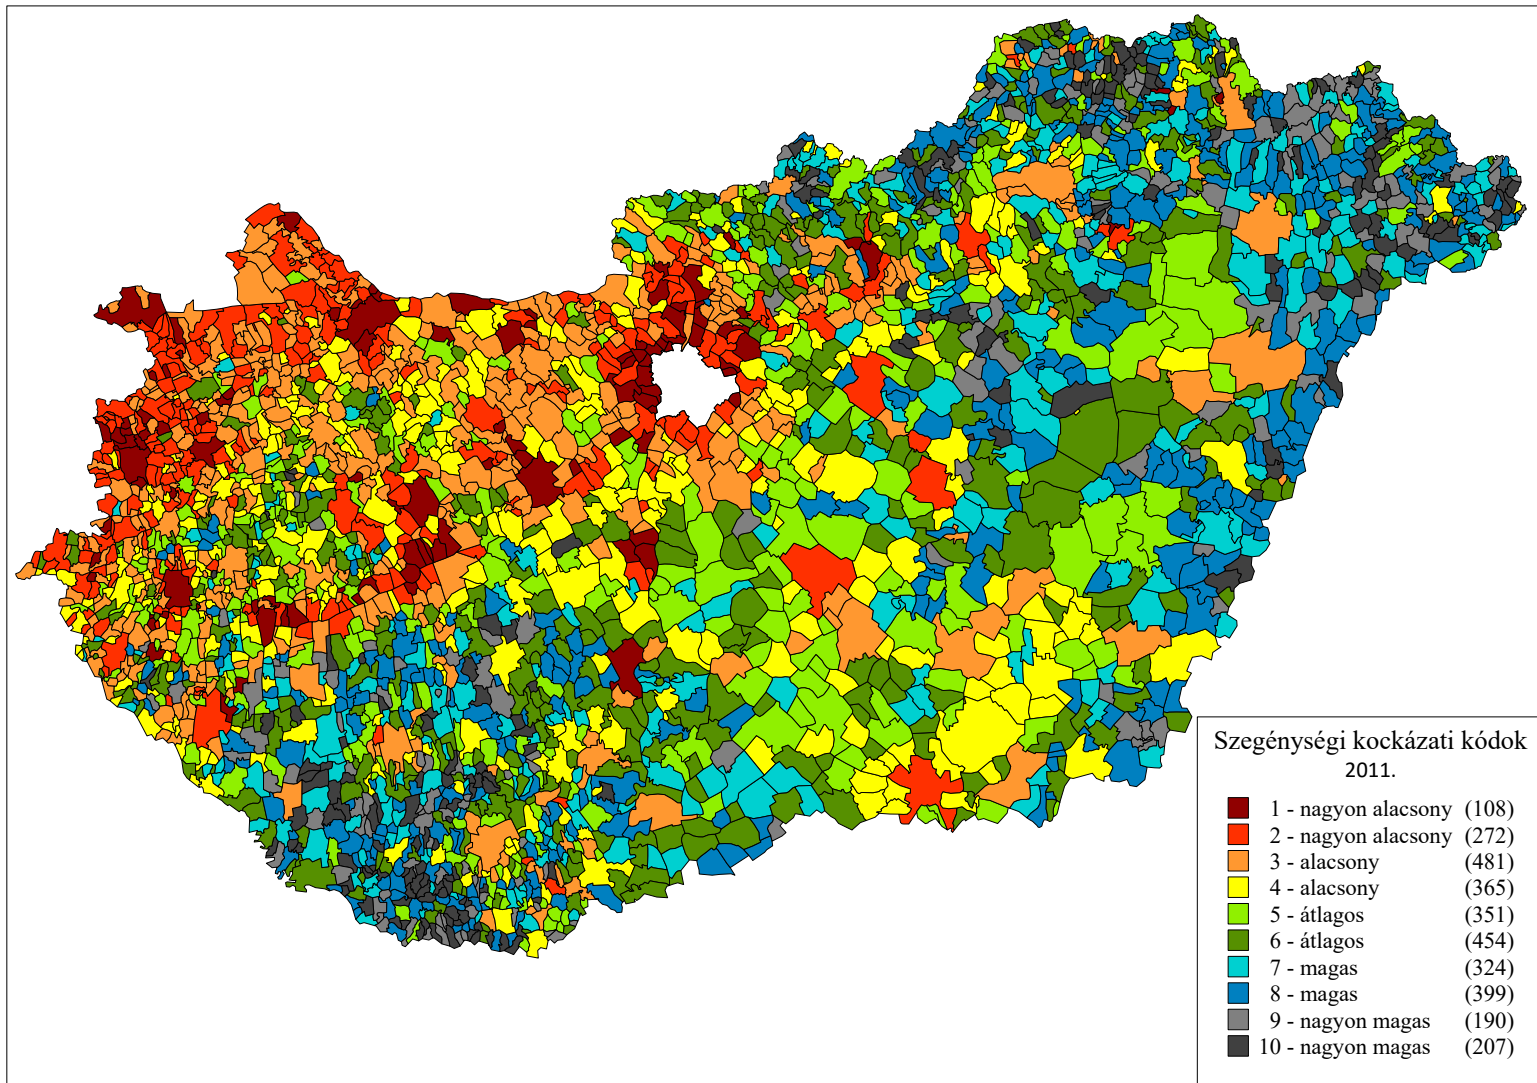 Szegénységi kockázati kódok
2011.
1 - nagyon alacsony (108)
2 - nagyon alacsony (272)
3 - alacsony (481)
4 - alacsony (365)
5 - átlagos (351)
6 - átlagos (454)
7 - magas (324)
8 - magas (399)
9 - nagyon magas (190)
10 - nagyon magas (207)